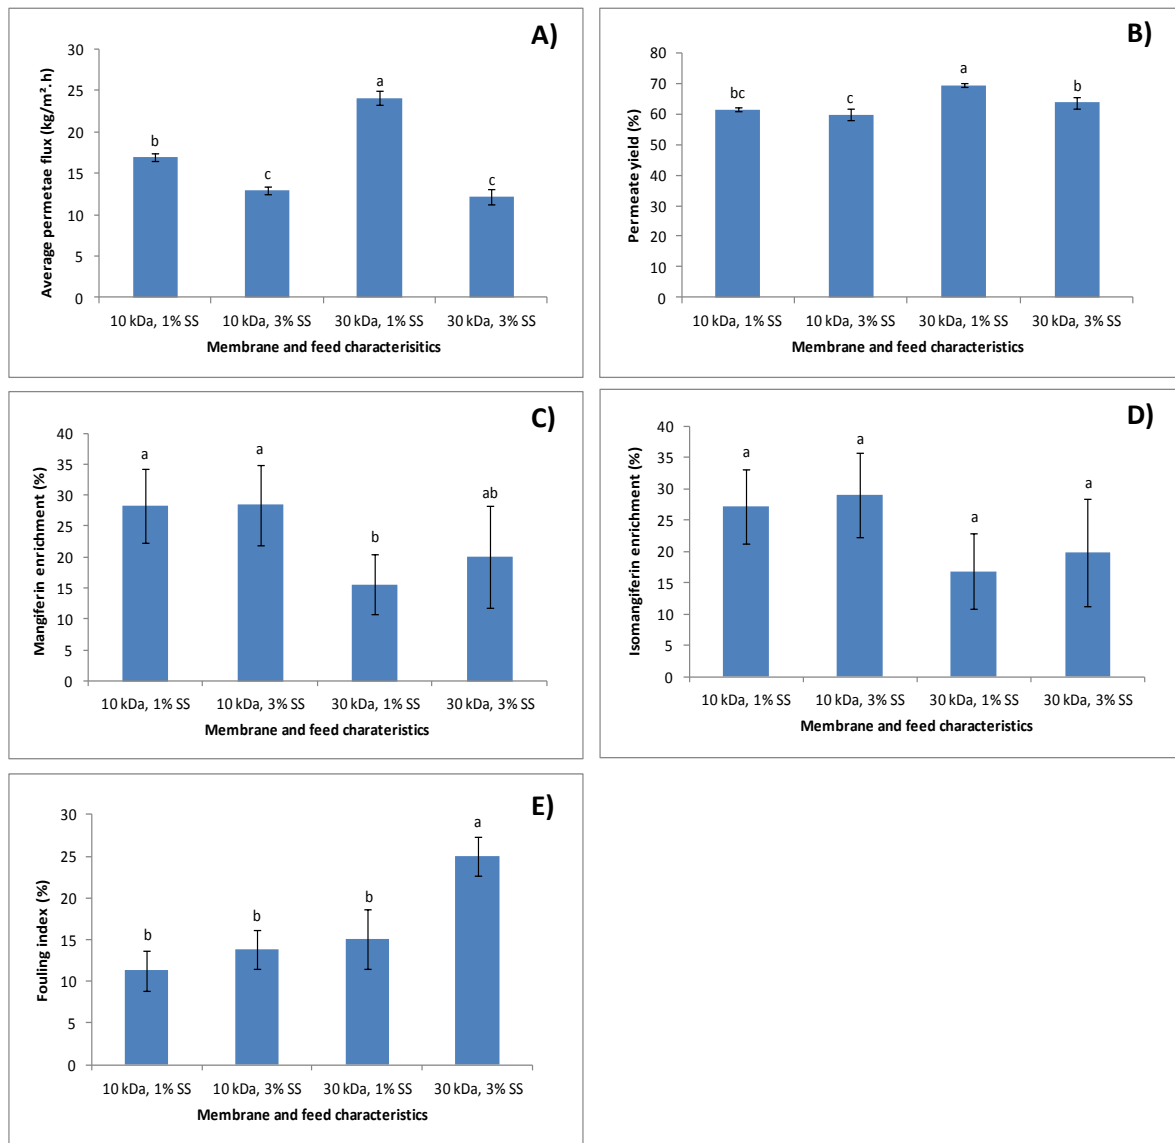 A)
Average permetae flux (kg/m².h)
30
25
20
15
10
5
0
b
c
a
c
10 kDa, 1% SS 10 kDa, 3% SS 30 kDa, 1% SS 30 kDa, 3% SS
Membrane and feed characterisitics
B)
Permeate yield (%)
80
70
60
50
40
30
20
10
0
bc
c
a
b
10 kDa, 1% SS 10 kDa, 3% SS 30 kDa, 1% SS 30 kDa, 3% SS
Membrane and feed characteristics
C)
Mangiferin enrichment (%)
40
35
30
25
20
15
10
5
0
a
a
b
ab
10 kDa, 1% SS 10 kDa, 3% SS 30 kDa, 1% SS 30 kDa, 3% SS
Membrane and feed charateristics
D)
Isomangiferin enrichment (%)
40
35
30
25
20
15
10
5
0
a
a
a
a
10 kDa, 1% SS 10 kDa, 3% SS 30 kDa, 1% SS 30 kDa, 3% SS
Membrane and feed characteristics
E)
Fouling index (%)
30
25
20
15
10
5
0
b
b
b
a
10 kDa, 1% SS 10 kDa, 3% SS 30 kDa, 1% SS 30 kDa, 3% SS
Membrane and feed characteristics